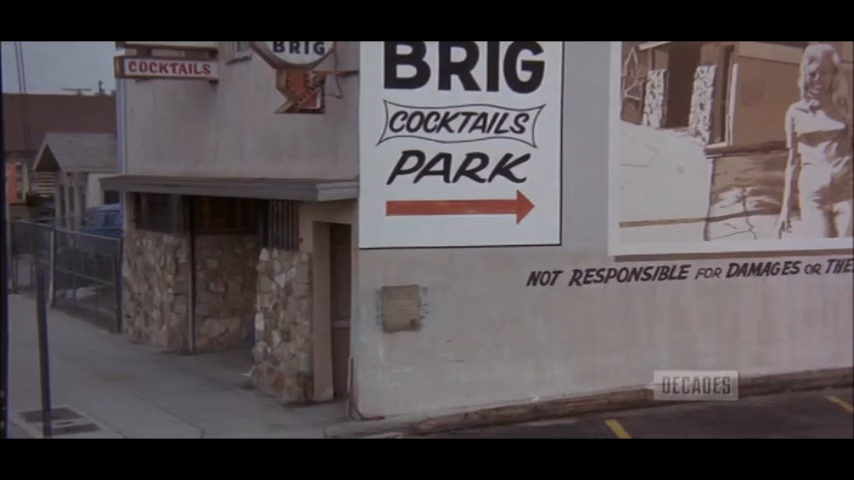 BRIG
COCKTAILS
BRIG
COCKTAILS
PARK
NOT RESPONSIBLE FOR DAMAGES OR THE
DECADES